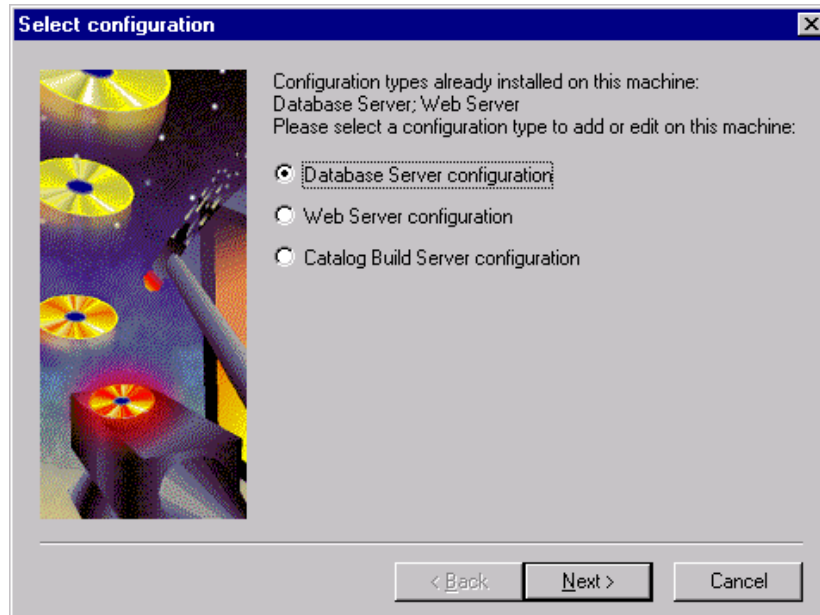 Select configuration
Configuration types already installed on this machine:
Database Server; Web Server
Please select a configuration type to add or edit on this machine:
Database Server configuration
Web Server configuration
Catalog Build Server configuration
< Back
Next >
Cancel